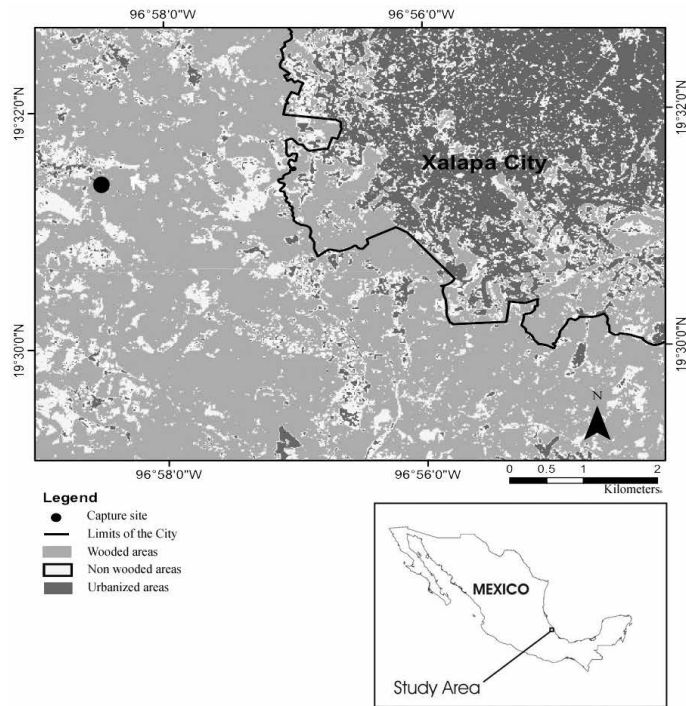 96°58'0"W 96°56'0"W
19°32'0"N 19°32'0"N
Xalapa City
19°30'0"N 19°30'0"N
N
96°58'0"W 96°56'0"W
0 0.5 1 2
Kilometers
Legend
Capture site
Limits of the City
Wooded areas
Non wooded areas
Urbanized areas
MEXICO
Study Area